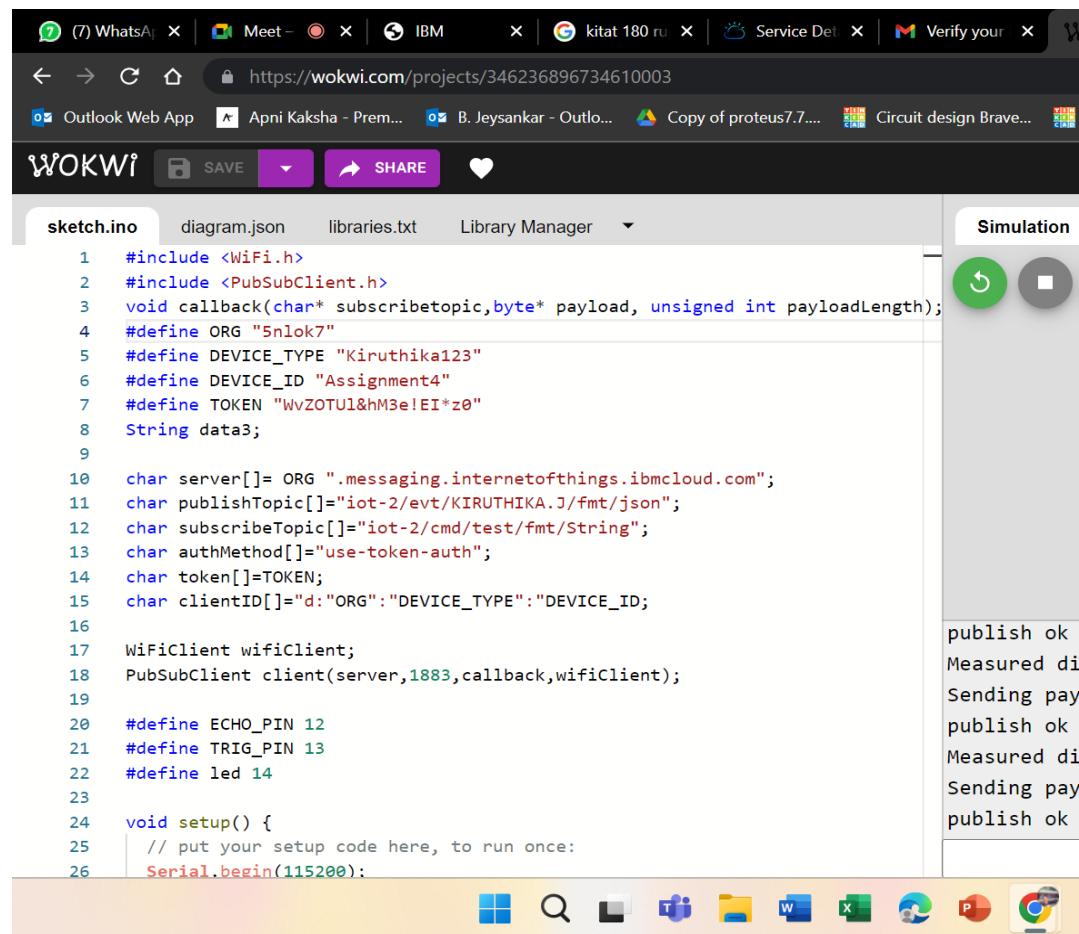 (7) WhatsA
Meet –
IBM
kitat 180 ru
Service Det
Verify your
https://wokwi.com/projects/346236896734610003
Outlook Web App
Apni Kaksha - Prem...
B. Jeysankar - Outlo...
Copy of proteus7.7....
Circuit design Brave...
WOKWi
SAVE
SHARE
sketch.ino
diagram.json
libraries.txt
Library Manager
Simulation
1 #include <WiFi.h>
2 #include <PubSubClient.h>
3 void callback(char* subscribetopic,byte* payload, unsigned int payloadLength);
4 #define ORG "5nlok7"
5 #define DEVICE_TYPE "Kiruthika123"
6 #define DEVICE_ID "Assignment4"
7 #define TOKEN "WvZOTUl&hM3e!EI*z0"
8 String data3;
9
10 char server[]= ORG ".messaging.internetofthings.ibmcloud.com";
11 char publishTopic[]="iot-2/evt/KIRUTHIKA.J/fmt/json";
12 char subscribeTopic[]="iot-2/cmd/test/fmt/String";
13 char authMethod[]="use-token-auth";
14 char token[]=TOKEN;
15 char clientID[]="d:"ORG":"DEVICE_TYPE":"DEVICE_ID;
16
17 WiFiClient wifiClient;
18 PubSubClient client(server,1883,callback,wifiClient);
19
20 #define ECHO_PIN 12
21 #define TRIG_PIN 13
22 #define led 14
23
24 void setup() {
25 // put your setup code here, to run once:
26 Serial.begin(115200);
publish ok
Measured di
Sending pay
publish ok
Measured di
Sending pay
publish ok